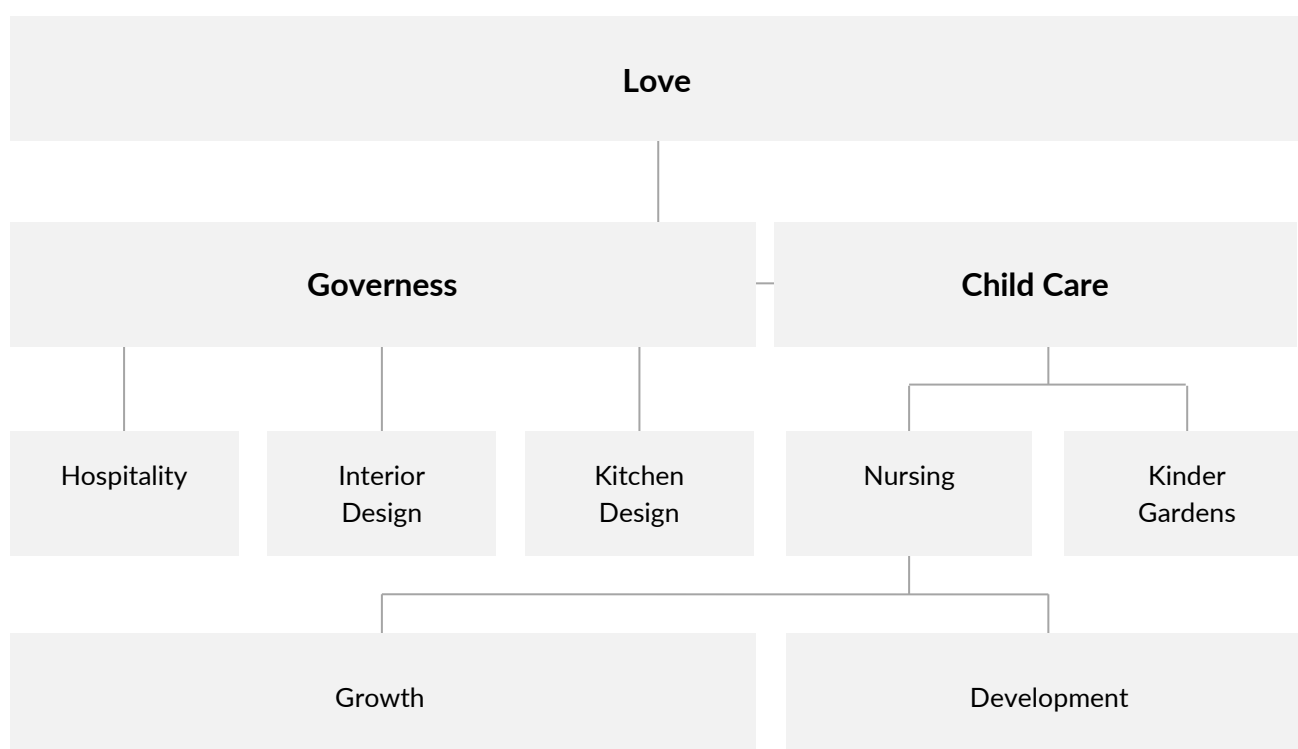 Love
Governess
Child Care
Hospitality
Interior
Design
Kitchen
Design
Nursing
Kinder
Gardens
Growth
Development